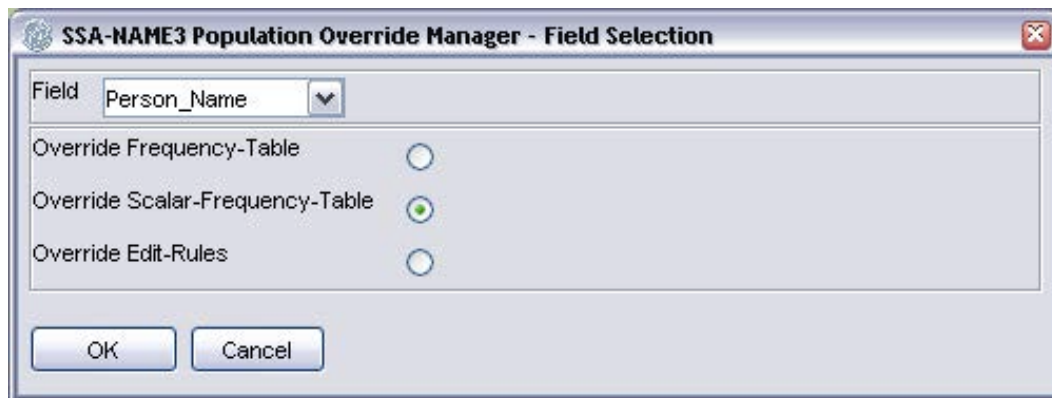 SSA-NAME3 Population Override Manager - Field Selection
Field Person_Name
Override Frequency-Table
Override Scalar-Frequency-Table
Override Edit-Rules
OK Cancel